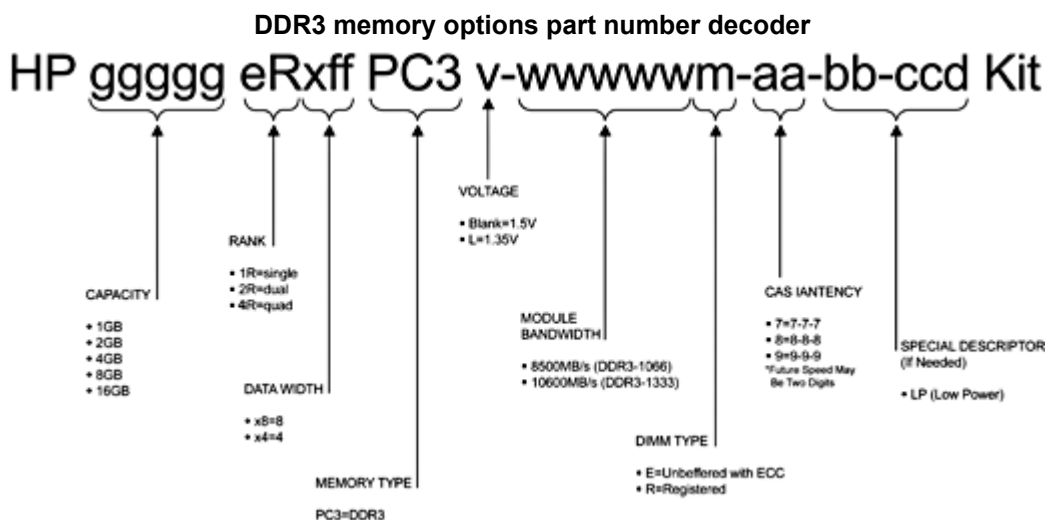 DDR3 memory options part number decoder
HP ggggg eRxff PC3 v-wwwwwm-aa-bb-ccd Kit
CAPACITY
• 1GB
• 2GB
• 4GB
• 8GB
• 16GB
RANK
• 1R=single
• 2R=dual
• 4R=quad
DATA WIDTH
• x8=8
• x4=4
MEMORY TYPE
PC3=DDR3
VOLTAGE
• Blank=1.5V
• L=1.35V
MODULE
BANDWIDTH
• 8500MB/s (DDR3-1066)
• 10600MB/s (DDR3-1333)
DIMM TYPE
• E=Unbeffered with ECC
• R=Registered
CAS IANTENCY
• 7=7-7-7
• 8=8-8-8
• 9=9-9-9
*Future Speed May
Be Two Digits
SPECIAL DESCRIPTOR
(If Needed)
• LP (Low Power)